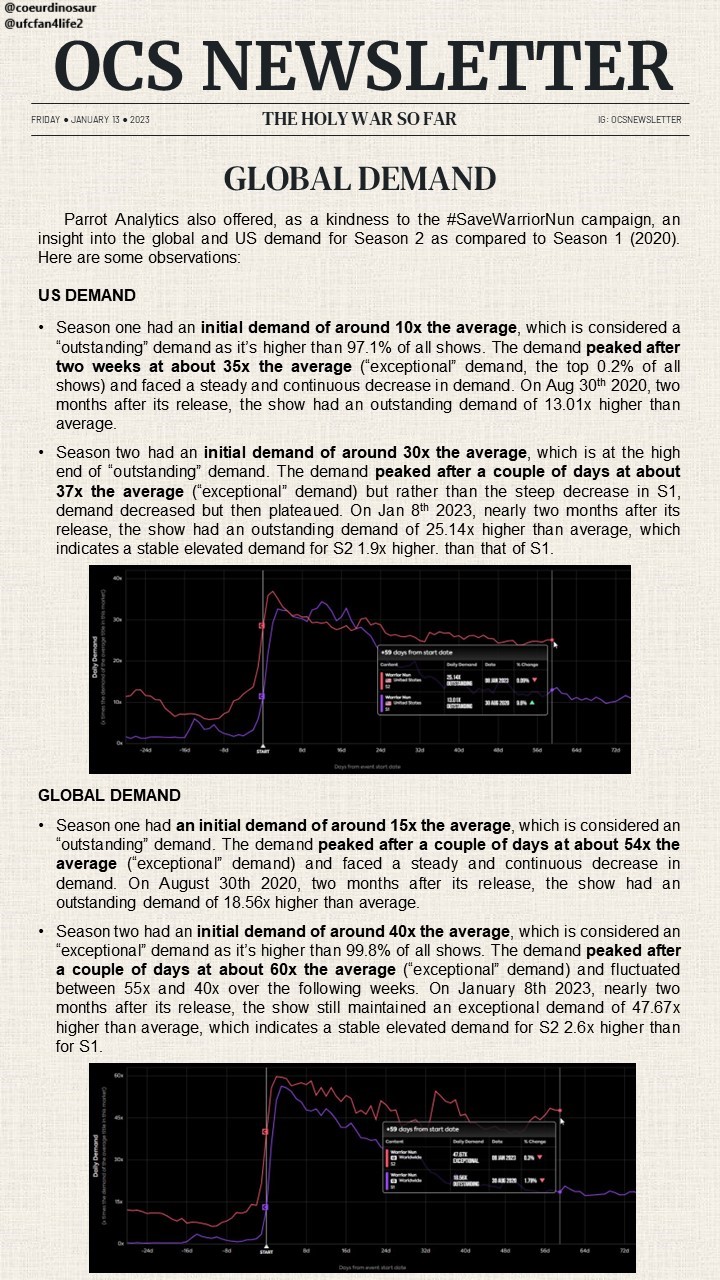 @coeurdinosaur
@ufcfan4life2
OCS NEWSLETTER
FRIDAY • JANUARY 13 • 2023
THE HOLY WAR SO FAR
IG: OCSNEWSLETTER
GLOBAL DEMAND
Parrot Analytics also offered, as a kindness to the #SaveWarriorNun campaign, an
insight into the global and US demand for Season 2 as compared to Season 1 (2020).
Here are some observations:
US DEMAND
• Season one had an initial demand of around 10x the average, which is considered a
“outstanding” demand as it’s higher than 97.1% of all shows. The demand peaked after
two weeks at about 35x the average (“exceptional” demand, the top 0.2% of all
shows) and faced a steady and continuous decrease in demand. On Aug 30th 2020, two
months after its release, the show had an outstanding demand of 13.01x higher than
average.
• Season two had an initial demand of around 30x the average, which is at the high
end of “outstanding” demand. The demand peaked after a couple of days at about
37x the average (“exceptional” demand) but rather than the steep decrease in S1,
demand decreased but then plateaued. On Jan 8th 2023, nearly two months after its
release, the show had an outstanding demand of 25.14x higher than average, which
indicates a stable elevated demand for S2 1.9x higher. than that of S1.
40x
30x
20x
10x
0x
Daily Demand
(x times the demand of the average title in this market)
-24d -16d -8d START 8d 16d 24d 32d 40d 48d 56d 64d 72d
Days from event start date
+59 days from start date
Content Daily Demand Date % Change
Warrior Nun
United States
S2
25.14X
OUTSTANDING
08 JAN 2023
0.09%
Warrior Nun
United States
S1
13.01X
OUTSTANDING
30 AUG 2020
0.6%
GLOBAL DEMAND
• Season one had an initial demand of around 15x the average, which is considered an
“outstanding” demand. The demand peaked after a couple of days at about 54x the
average (“exceptional” demand) and faced a steady and continuous decrease in
demand. On August 30th 2020, two months after its release, the show had an
outstanding demand of 18.56x higher than average.
• Season two had an initial demand of around 40x the average, which is considered an
“exceptional” demand as it’s higher than 99.8% of all shows. The demand peaked after
a couple of days at about 60x the average (“exceptional” demand) and fluctuated
between 55x and 40x over the following weeks. On January 8th 2023, nearly two
months after its release, the show still maintained an exceptional demand of 47.67x
higher than average, which indicates a stable elevated demand for S2 2.6x higher than
for S1.
60x
45x
30x
15x
0x
Daily Demand
(x times the demand of the average title in this market)
-24d -16d -8d START 8d 16d 24d 32d 40d 48d 56d 64d 72d
Days from event start date
+59 days from start date
Content Daily Demand Date % Change
Warrior Nun
Worldwide
S2
47.67X
EXCEPTIONAL
08 JAN 2023
0.3%
Warrior Nun
Worldwide
S1
18.56X
OUTSTANDING
30 AUG 2020
1.79%